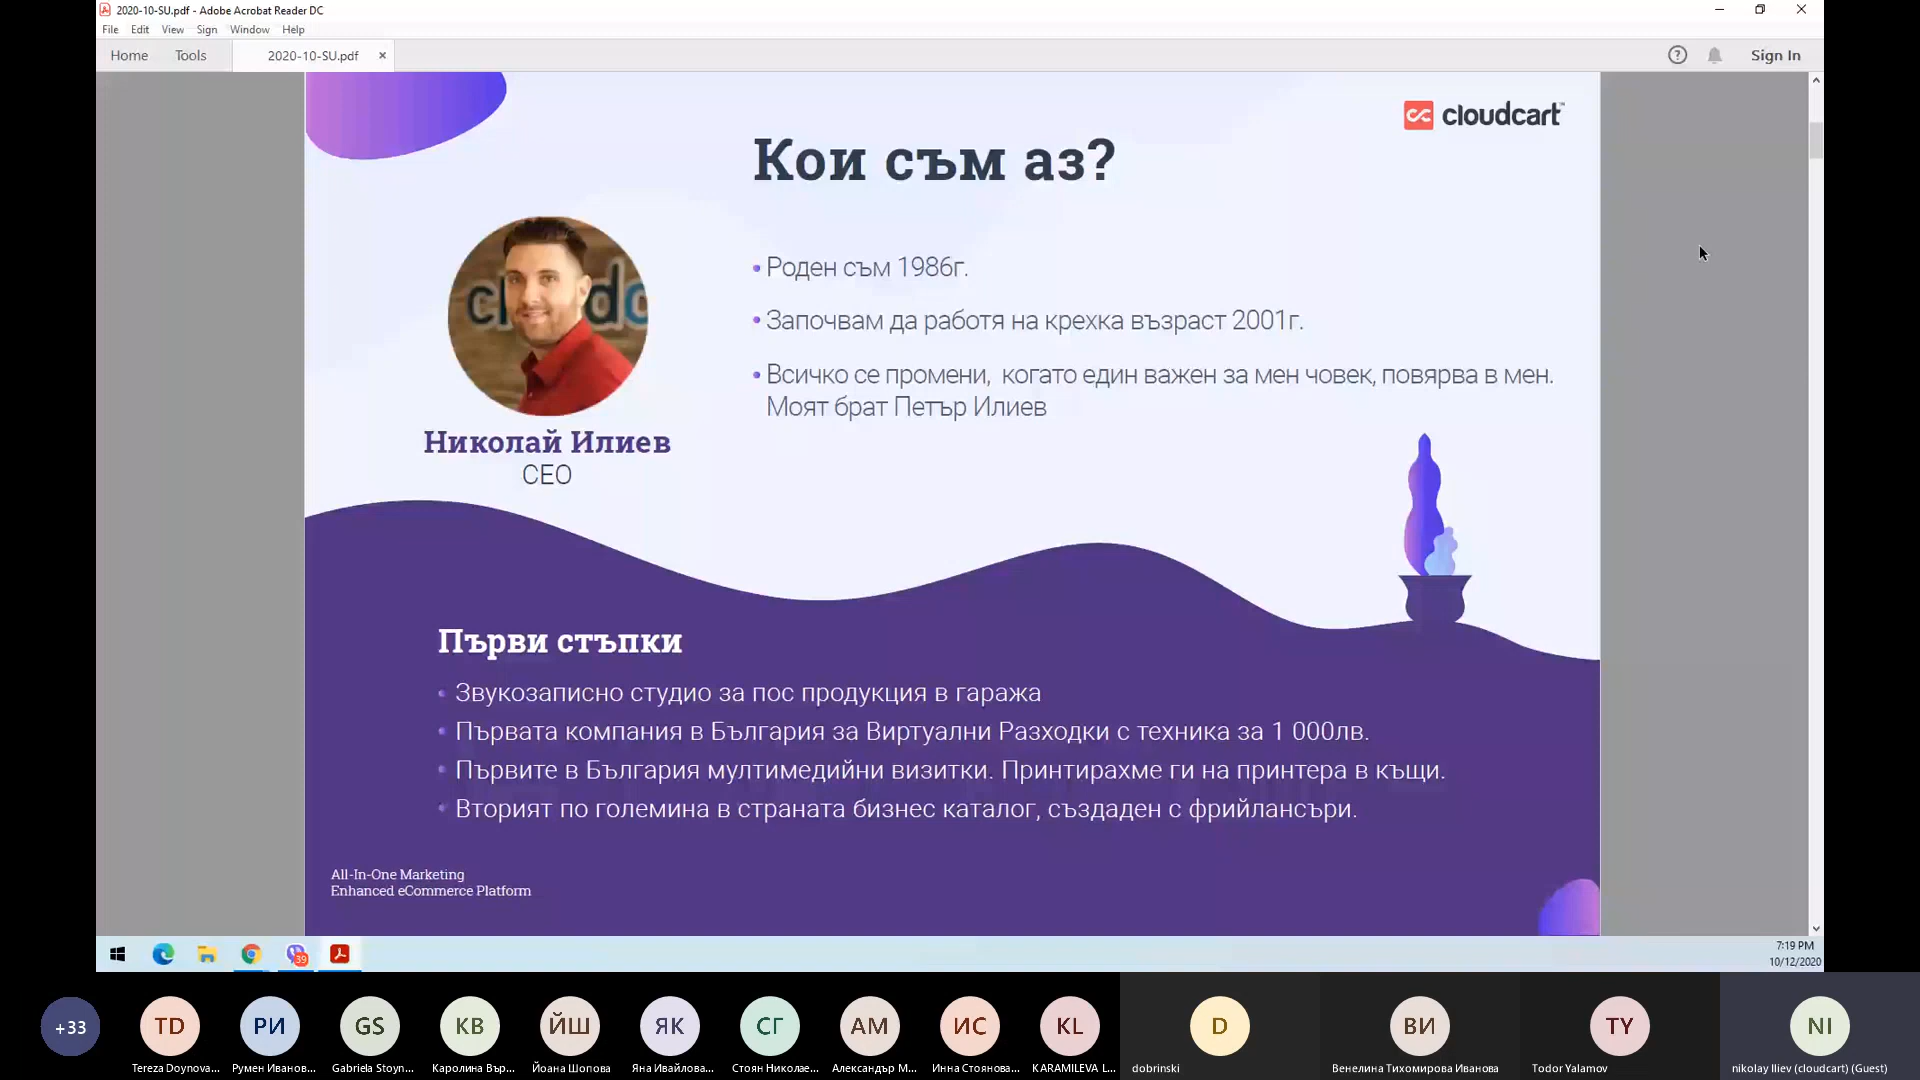 2020-10-SU.pdf - Adobe Acrobat Reader DC
File Edit View Sign Window Help
Home Tools 2020-10-SU.pdf × Sign In
cloudcart™
Кои съм аз?
• Роден съм 1986г.
• Започвам да работя на крехка възраст 2001г.
• Всичко се промени, когато един важен за мен човек, повярва в мен.
Моят брат Петър Илиев
Николай Илиев
CEO
Първи стъпки
• Звукозаписно студио за пос продукция в гаража
• Първата компания в България за Виртуални Разходки с техника за 1 000лв.
• Първите в България мултимедийни визитки. Принтирахме ги на принтера в къщи.
• Вторият по големина в страната бизнес каталог, създаден с фрийлансъри.
All-In-One Marketing
Enhanced eCommerce Platform
39
7:19 PM
10/12/2020
+33 TD РИ GS КВ ЙШ ЯК СГ АМ ИС KL D ВИ TY NI
Tereza Doynova... Румен Иванов... Gabriela Stoyn... Каролина Вър... Йоана Шопова Яна Ивайлова... Стоян Николае... Александър М... Инна Стоянова... KARAMILEVA L... dobrinski Венелина Тихомирова Иванова Todor Yalamov nikolay Iliev (cloudcart) (Guest)